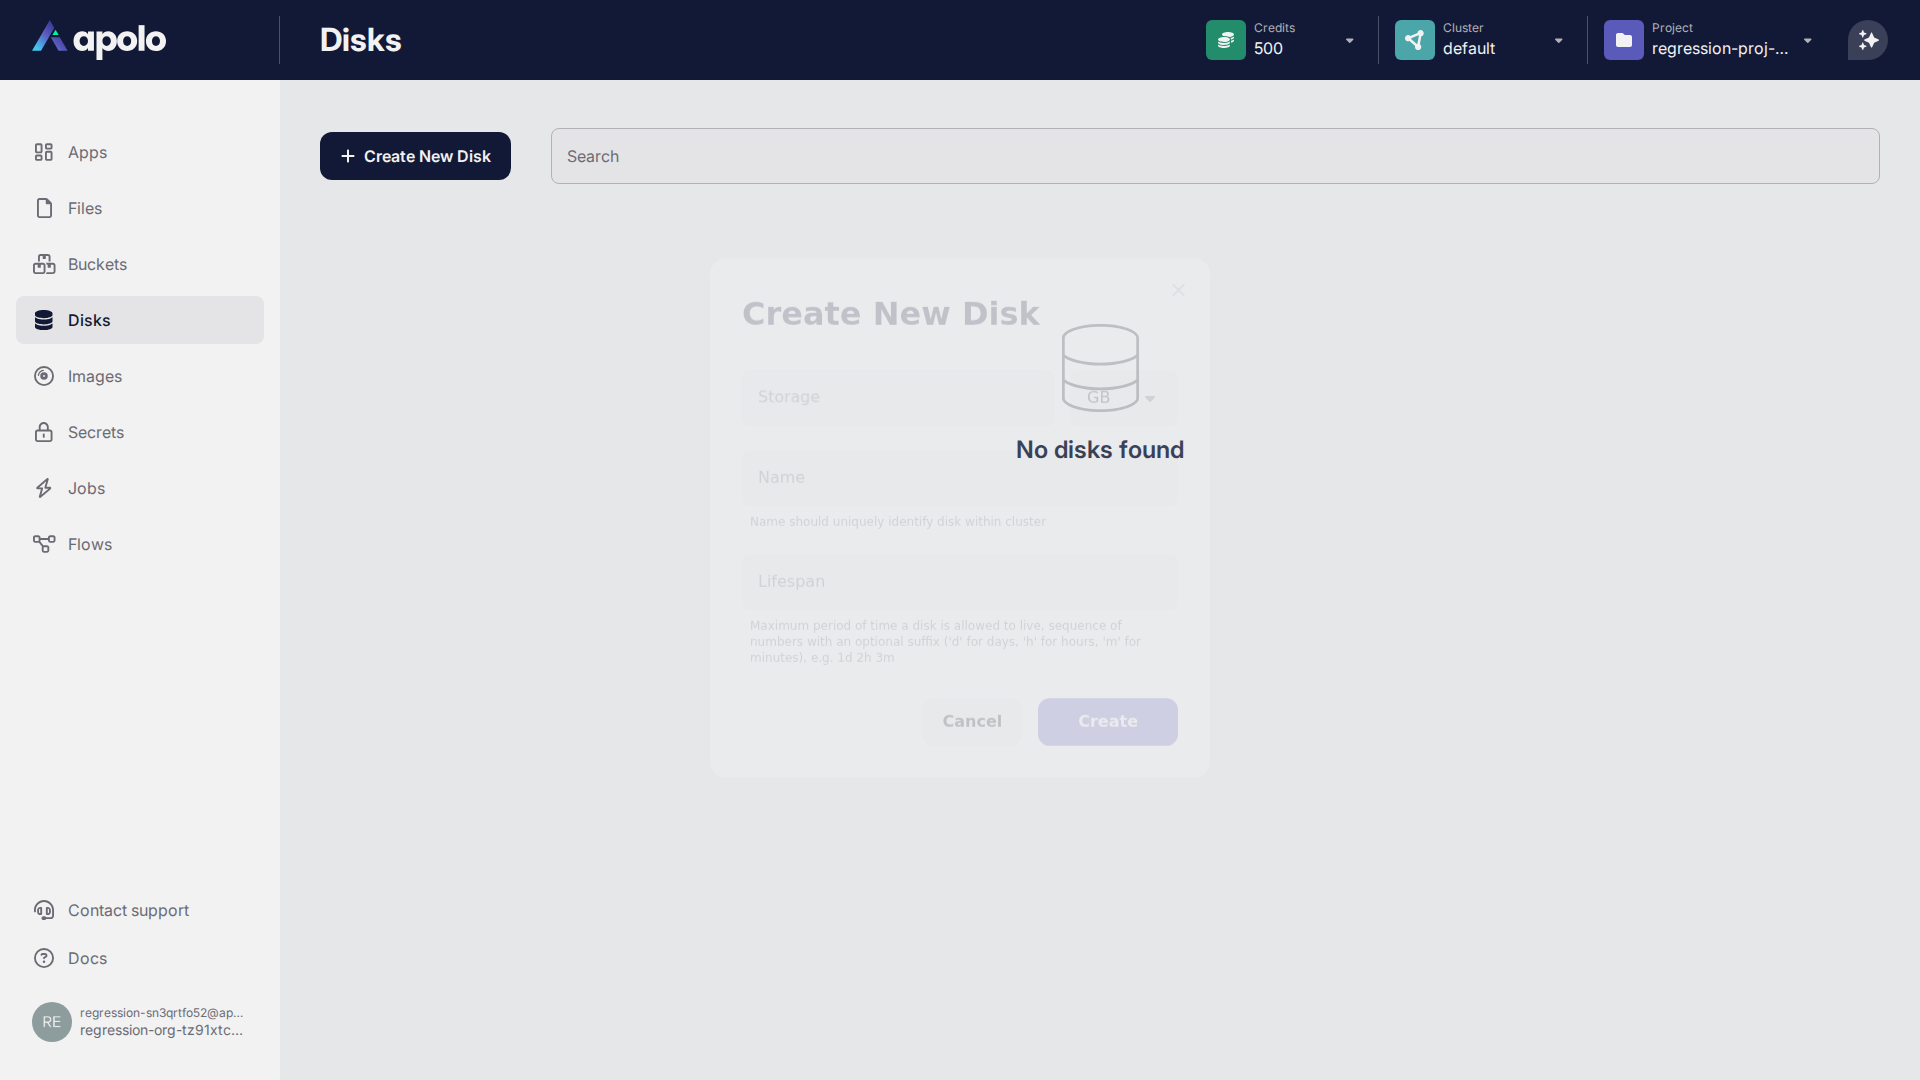 apolo
Disks
Credits
500
Cluster
default
Project
regression-proj-...
Apps
Files
Buckets
Disks
Images
Secrets
Jobs
Flows
Contact support
Docs
RE
regression-sn3qrtfo52@ap...
regression-org-tz91xtc...
Create New Disk
Search
Create New Disk
Storage
GB
No disks found
Name
Name should uniquely identify disk within cluster
Lifespan
Maximum period of time a disk is allowed to live, sequence of
numbers with an optional suffix ('d' for days, 'h' for hours, 'm' for
minutes), e.g. 1d 2h 3m
Cancel
Create